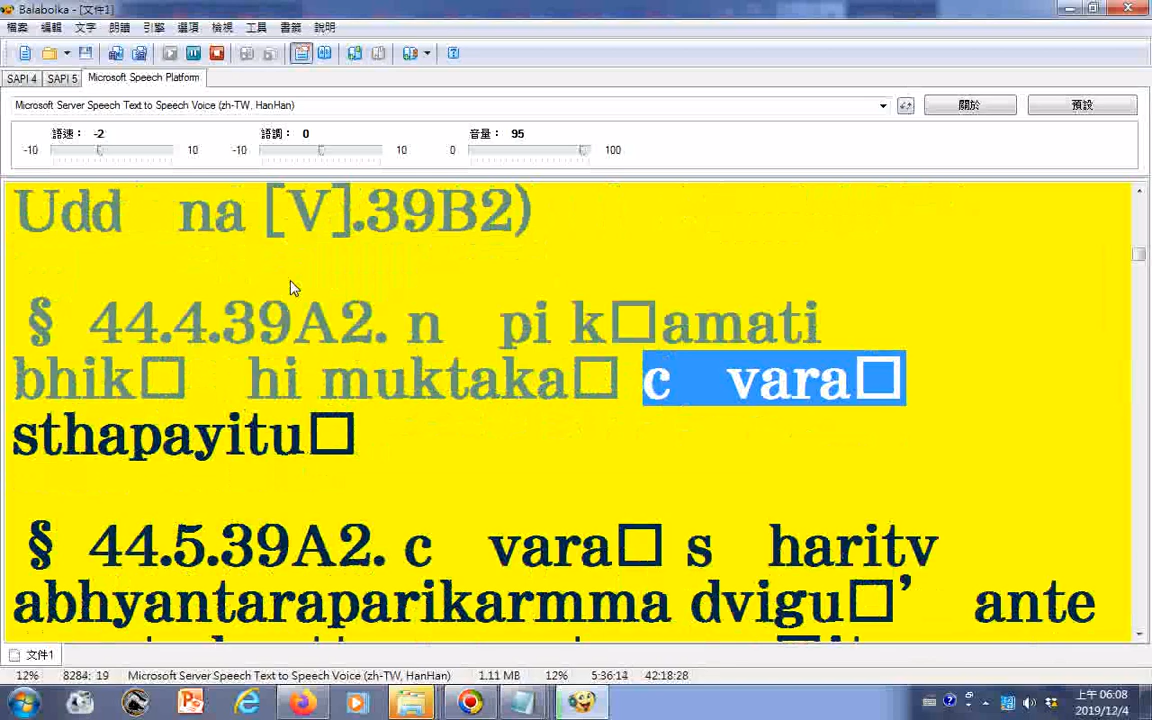 Balabolka - [文件1]
檔案 編輯 文字 朗讀 引擎 選項 檢視 工具 書籤 說明
SAPI 4 SAPI 5 Microsoft Speech Platform
Microsoft Server Speech Text to Speech Voice (zh-TW, HanHan) 關於 預設
語速： -2 語調： 0 音量： 95
-10 10 -10 10 0 100
Udd na [V].39B2)
§ 44.4.39A2. n pi k□amati
bhik□ hi muktaka□ c vara□
sthapayitu□
§ 44.5.39A2. c vara□ s haritv
abhyantaraparikarmma dvigu□’ ante
文件1
12% 8284: 19 Microsoft Server Speech Text to Speech Voice (zh-TW, HanHan) 1.11 MB 12% 5:36:14 42:18:28
上午 06:08
2019/12/4